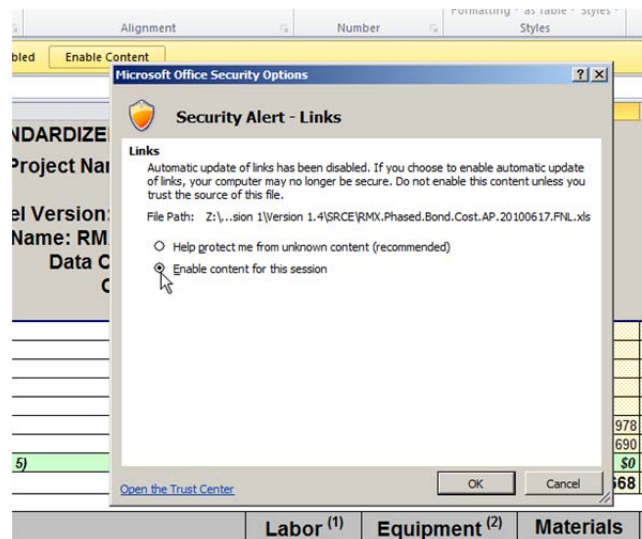 Formatting as Table Styles
Alignment Number Styles
bled Enable Content
Microsoft Office Security Options
Security Alert - Links
NDARDIZE
Project Nar
el Version:
Name: RM
Data C
C
Links
Automatic update of links has been disabled. If you choose to enable automatic update
of links, your computer may no longer be secure. Do not enable this content unless you
trust the source of this file.
File Path: Z:\...sion 1\Version 1.4\SRCE\RMX.Phased.Bond.Cost.AP.20100617.FNL.xls
Help protect me from unknown content (recommended)
Enable content for this session
978
690
5) $0
668
Open the Trust Center OK Cancel
Labor (1) Equipment (2) Materials